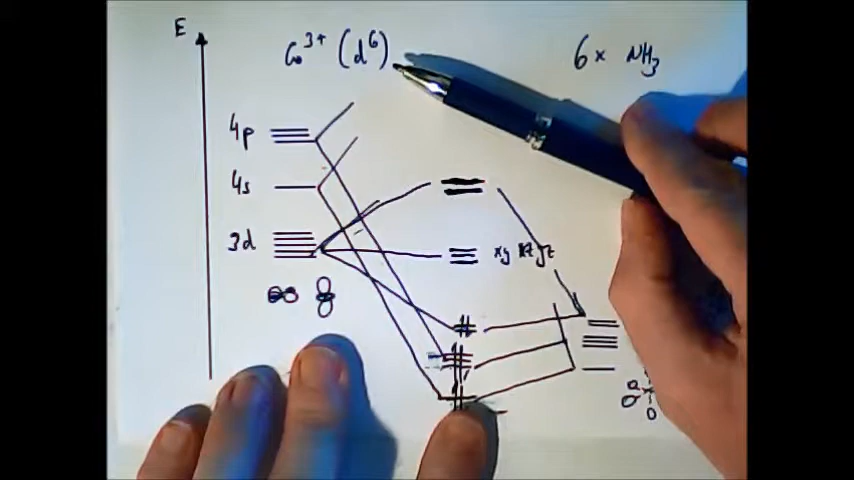 E
Co³⁺ (d⁶)
6 × NH₃
4p
4s
3d
xy xz yz